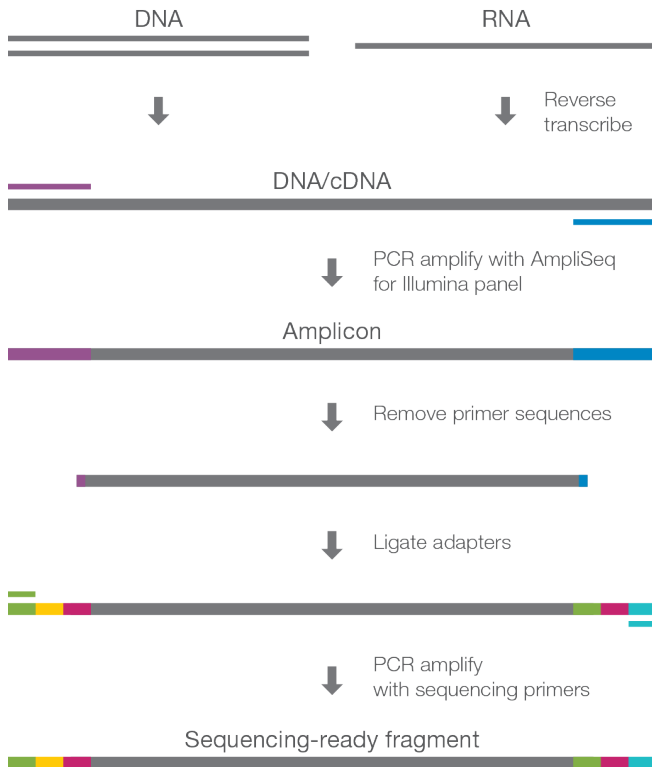 DNA
RNA
Reverse
transcribe
DNA/cDNA
PCR amplify with AmpliSeq
for Illumina panel
Amplicon
Remove primer sequences
Ligate adapters
PCR amplify
with sequencing primers
Sequencing-ready fragment